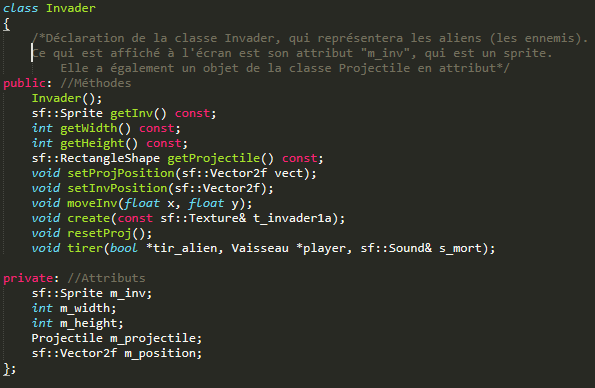 class Invader
{
/*Déclaration de la classe Invader, qui représentera les aliens (les ennemis).
Ce qui est affiché à l'écran est son attribut "m_inv", qui est un sprite.
Elle a également un objet de la classe Projectile en attribut*/
public: //Méthodes
Invader();
sf::Sprite getInv() const;
int getWidth() const;
int getHeight() const;
sf::RectangleShape getProjectile() const;
void setProjPosition(sf::Vector2f vect);
void setInvPosition(sf::Vector2f);
void moveInv(float x, float y);
void create(const sf::Texture& t_invader1a);
void resetProj();
void tirer(bool *tir_alien, Vaisseau *player, sf::Sound& s_mort);
private: //Attributs
sf::Sprite m_inv;
int m_width;
int m_height;
Projectile m_projectile;
sf::Vector2f m_position;
};